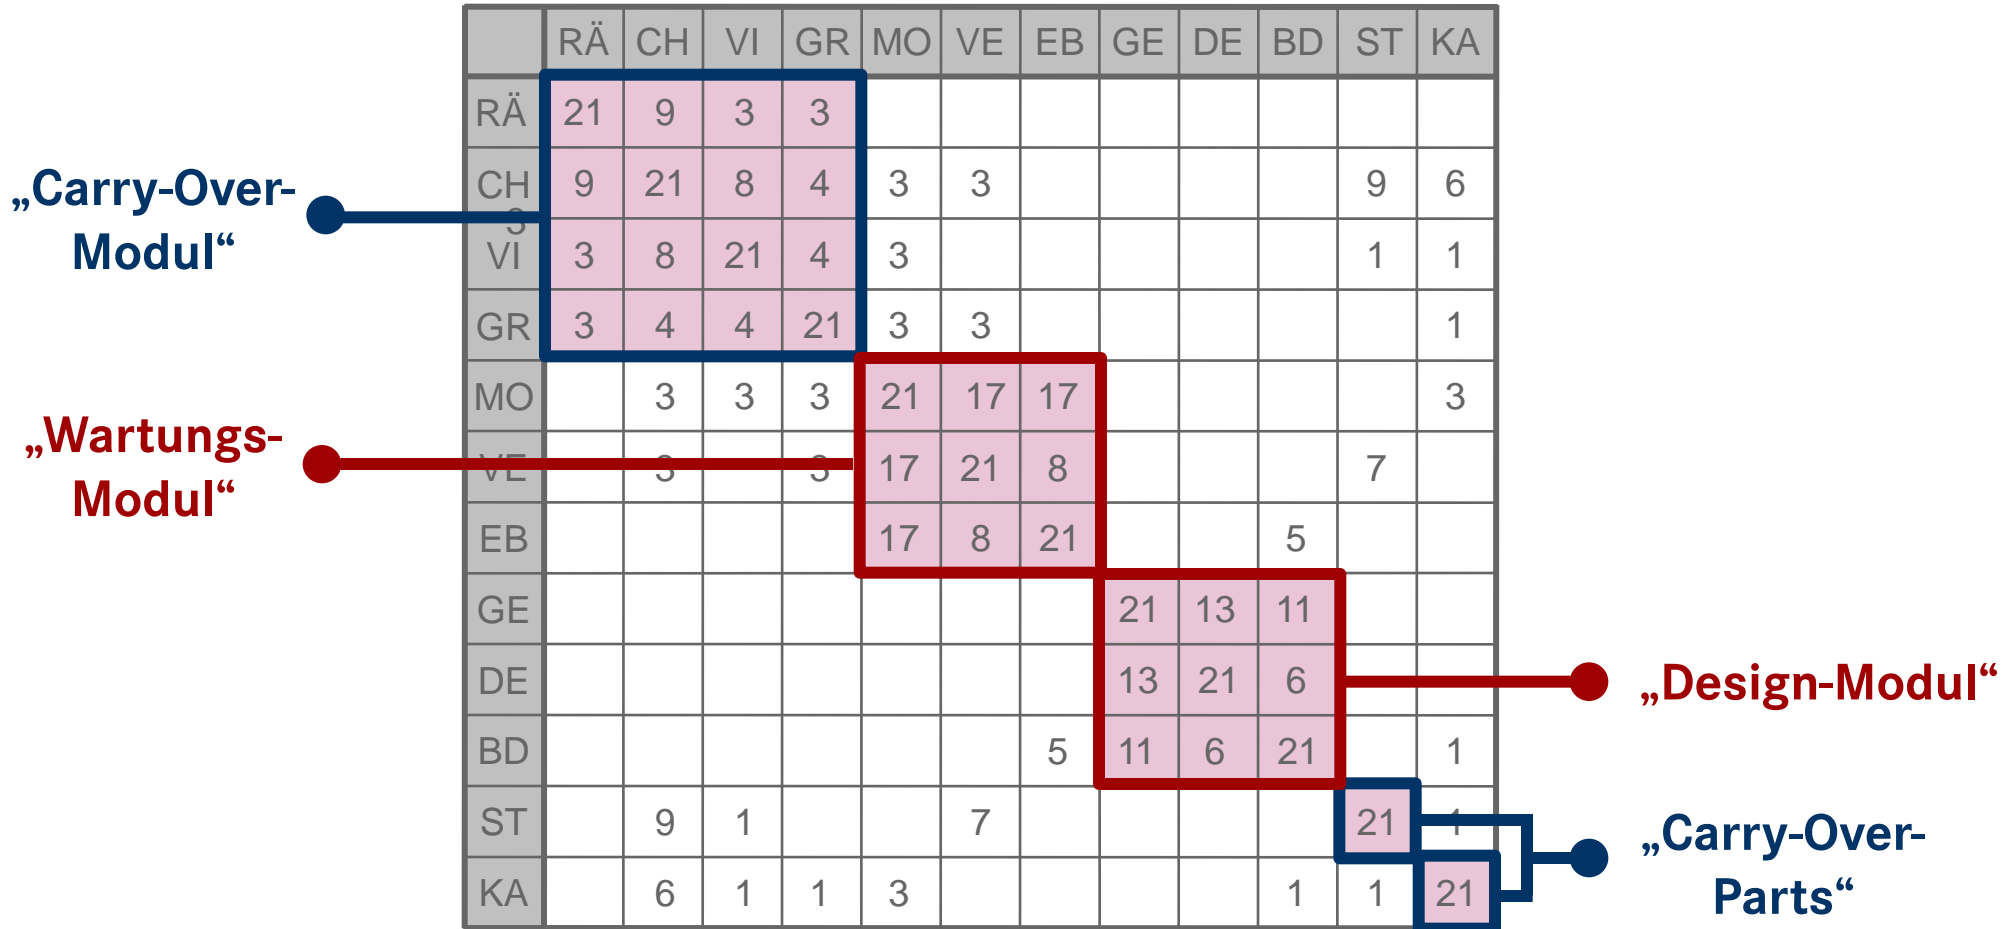 RÄ CH VI GR MO VE EB GE DE BD ST KA
RÄ 21 9 3 3
CH 9 21 8 4 3 3 9 6
3
VI 3 8 21 4 3 1 1
GR 3 4 4 21 3 3 1
MO 3 3 3 21 17 17 3
VE 3 3 17 21 8 7
EB 17 8 21 5
GE 21 13 11
DE 13 21 6
BD 5 11 6 21 1
ST 9 1 7 21 1
KA 6 1 1 3 1 1 21
„Carry-Over-
Modul“
„Wartungs-
Modul“
„Design-Modul“
„Carry-Over-
Parts“